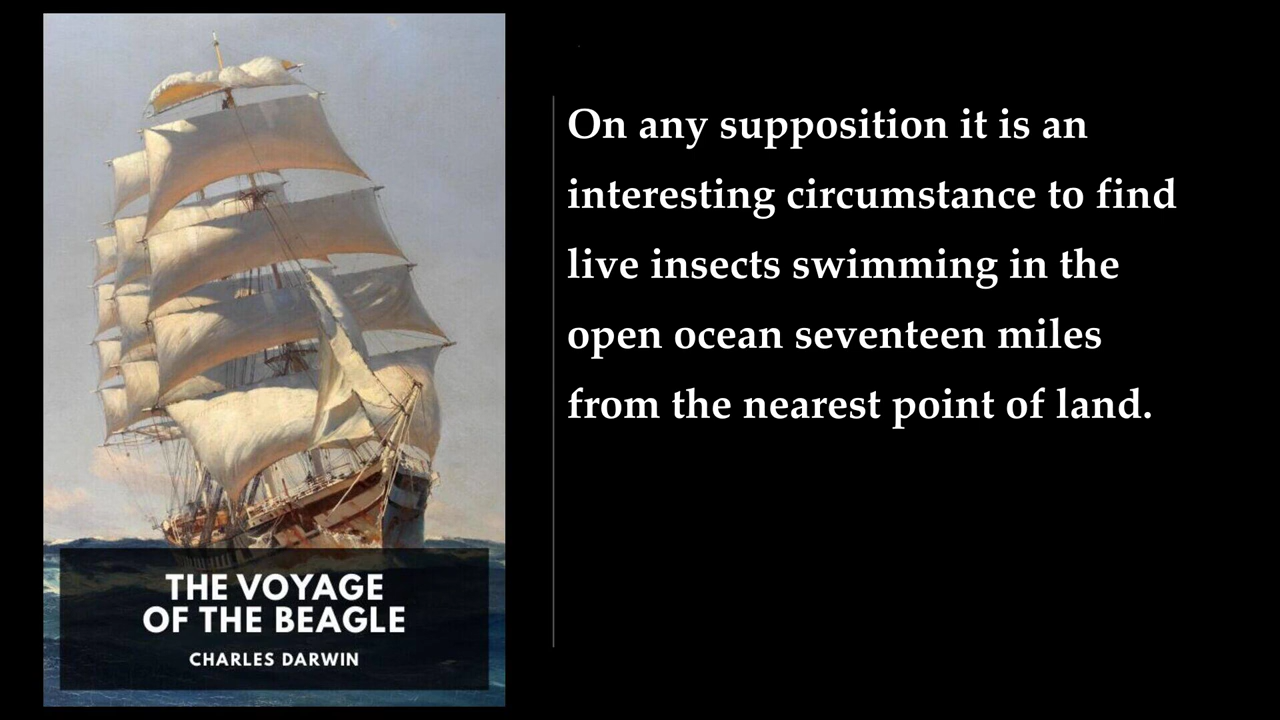 THE VOYAGE
OF THE BEAGLE
CHARLES DARWIN
On any supposition it is an
interesting circumstance to find
live insects swimming in the
open ocean seventeen miles
from the nearest point of land.